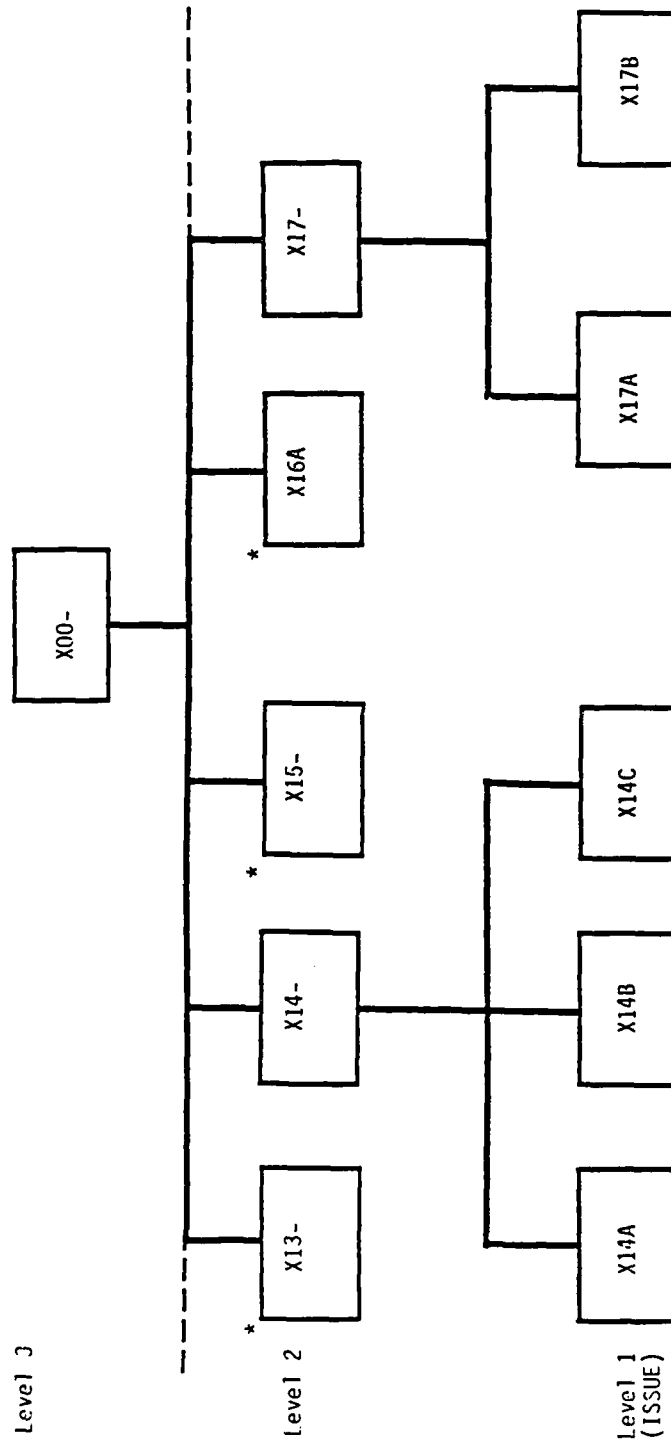 Level 3
X00-
Level 2
* X13-
X14-
* X15-
* X16A
X17-
Level 1
(ISSUE)
X14A
X14B
X14C
X17A
X17B